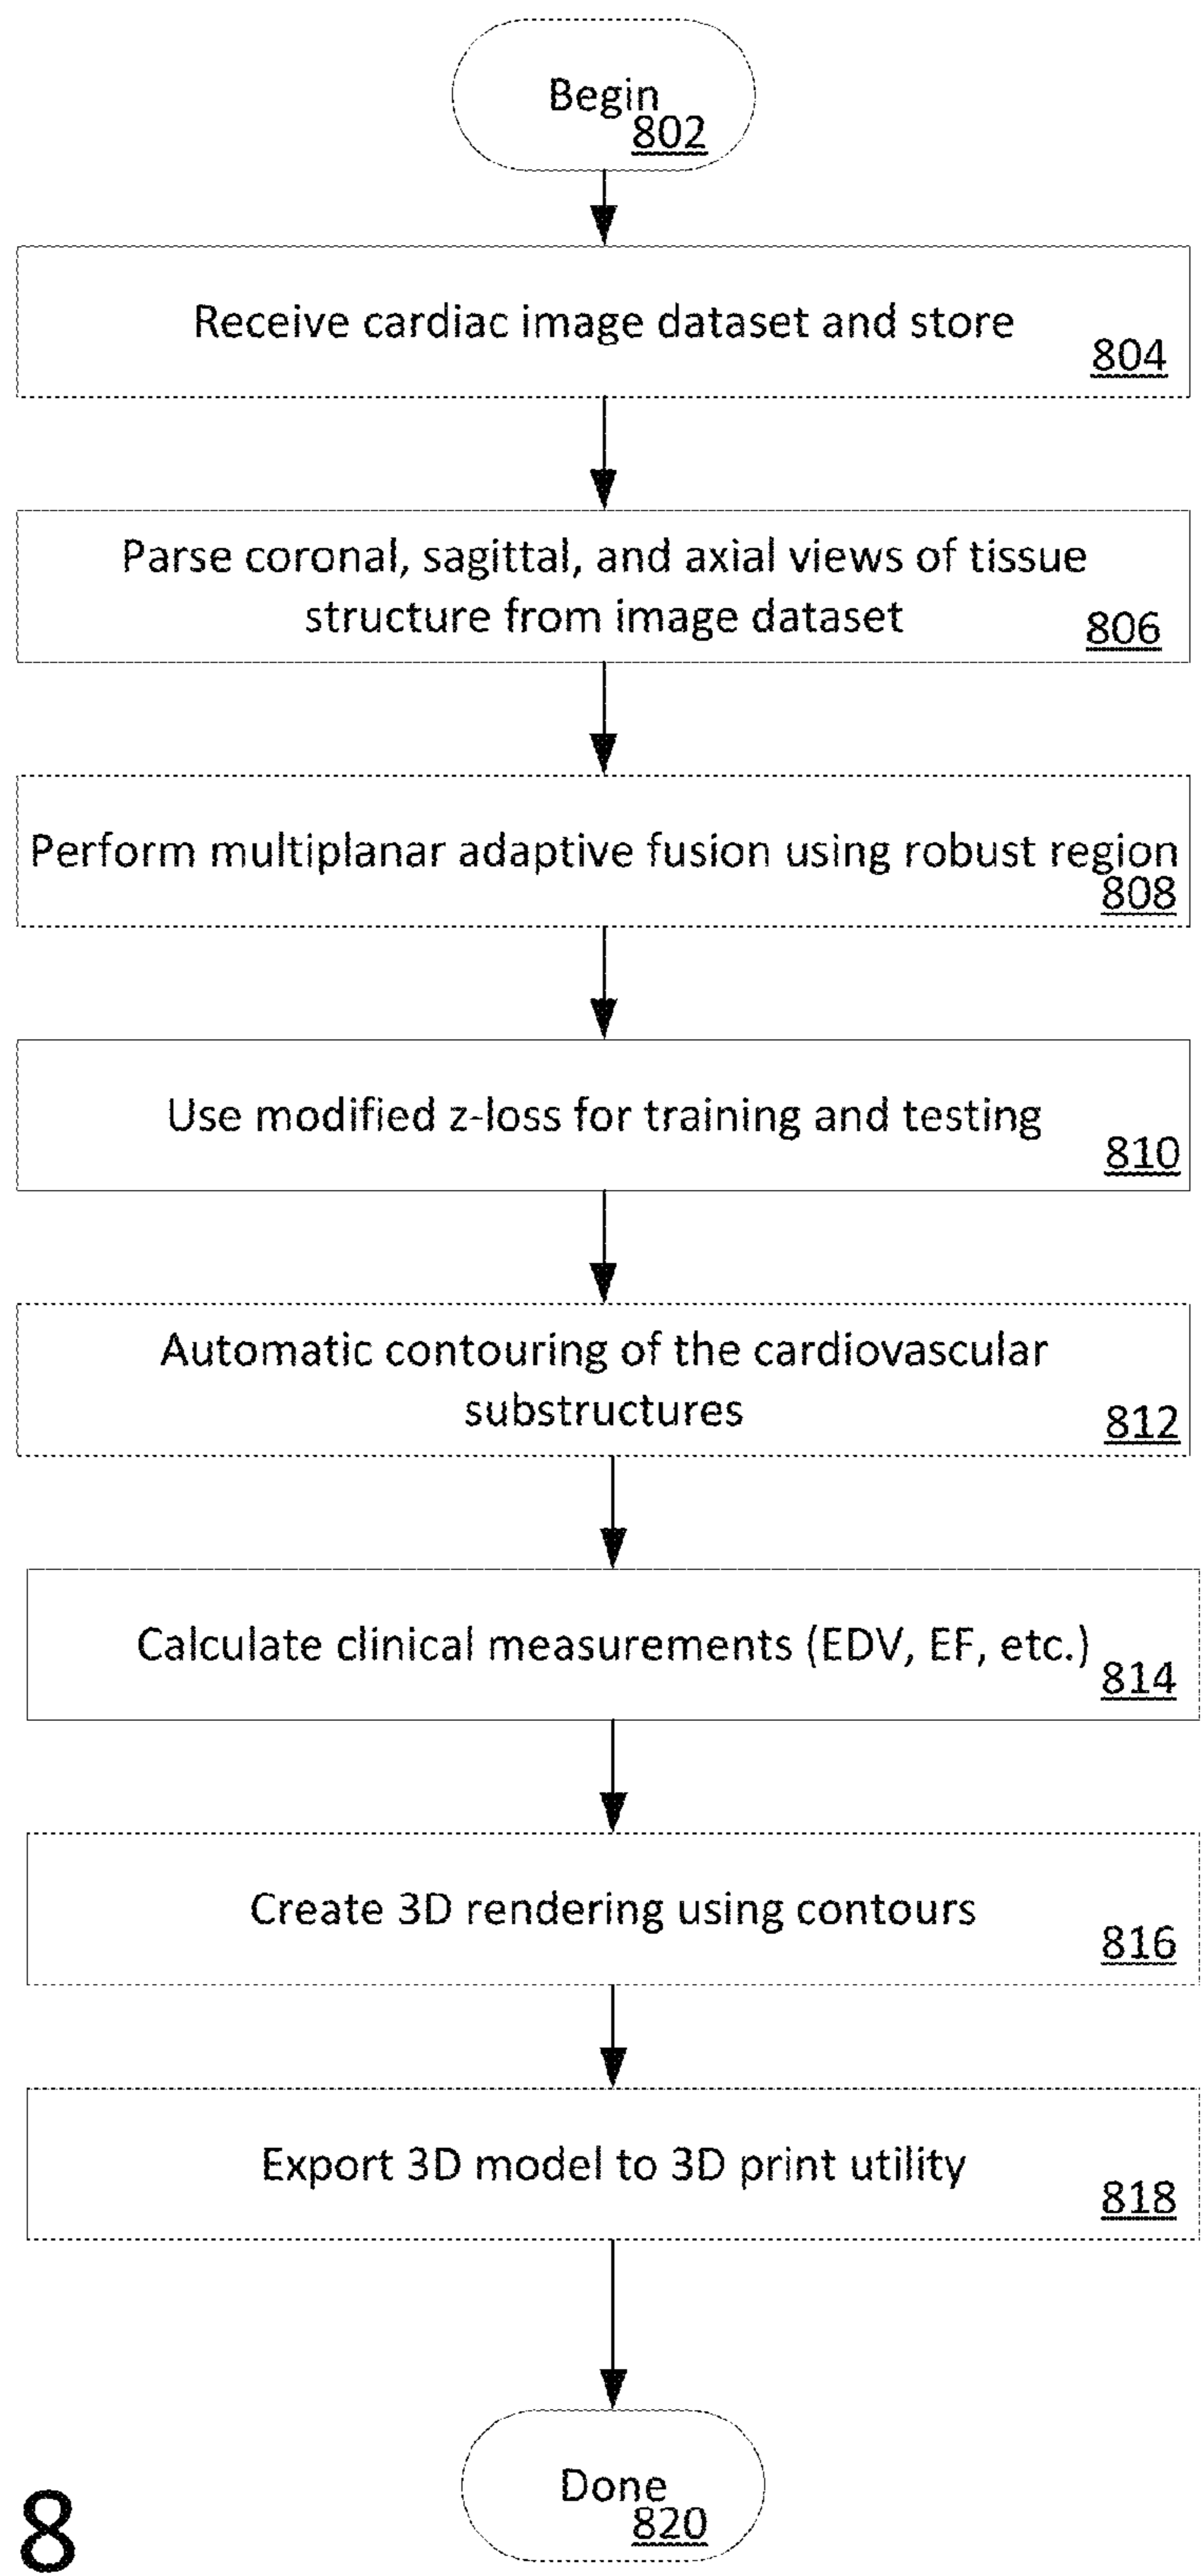 Begin
802
Receive cardiac image dataset and store
804
Parse coronal, sagittal, and axial views of tissue
structure from image dataset
806
Perform multiplanar adaptive fusion using robust region
808
Use modified z-loss for training and testing
810
Automatic contouring of the cardiovascular
substructures
812
Calculate clinical measurements (EDV, EF, etc.)
814
Create 3D rendering using contours
816
Export 3D model to 3D print utility
818
Done
820
8